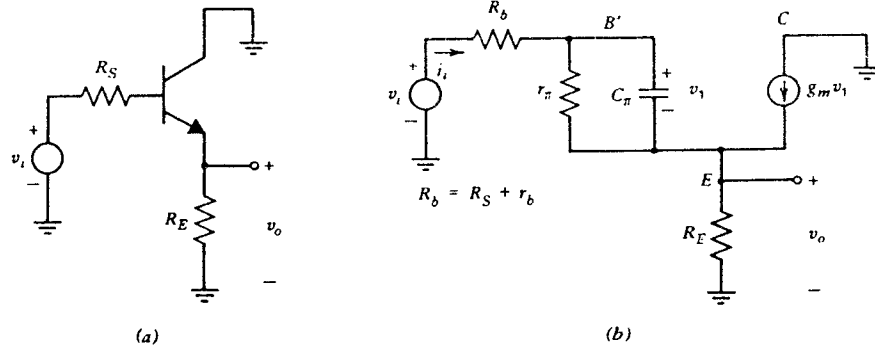 R_S
+
v_i
−
+
R_E
v_o
−
(a)
R_b
B'
C
+
i_i
v_i
−
r_π
C_π
+
v_1
−
g_m v_1
R_b = R_S + r_b
E
+
R_E
v_o
−
(b)